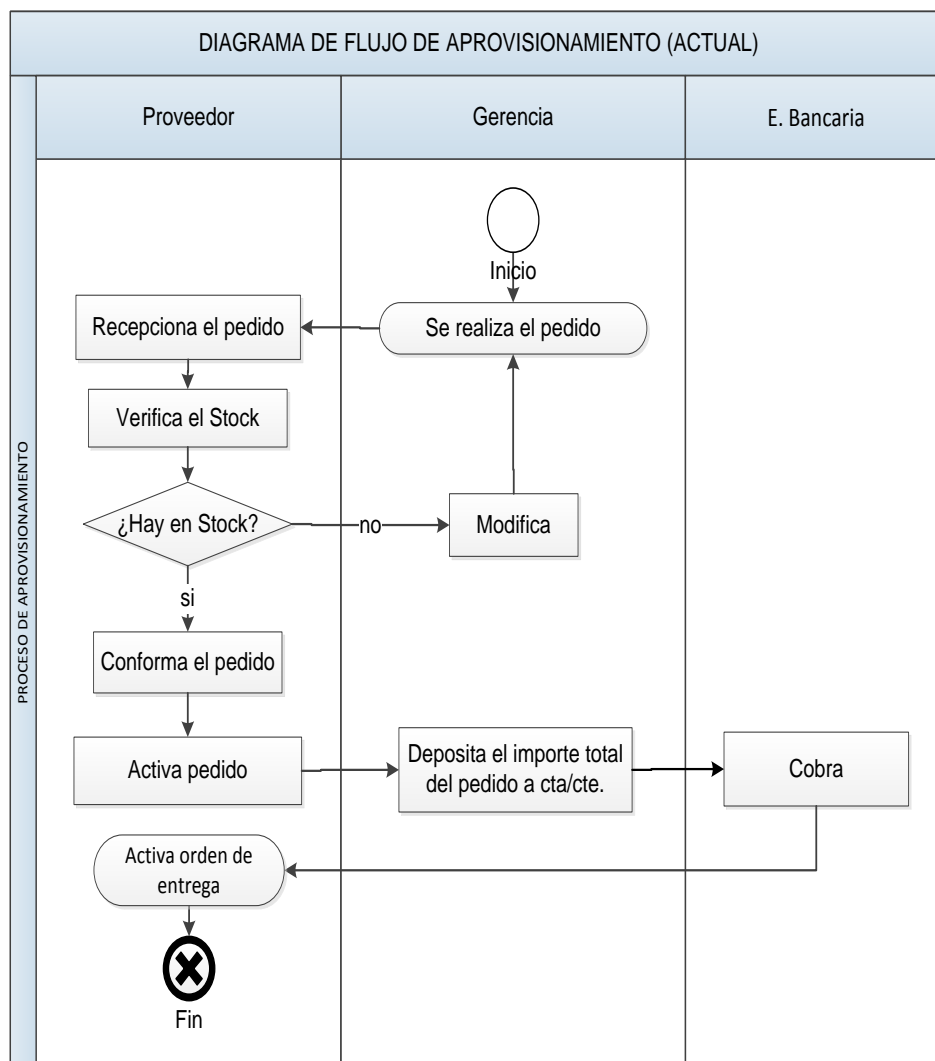 DIAGRAMA DE FLUJO DE APROVISIONAMIENTO (ACTUAL)
PROCESO DE APROVISIONAMIENTO
Proveedor
Gerencia
E. Bancaria
Inicio
Se realiza el pedido
Recepciona el pedido
Verifica el Stock
¿Hay en Stock?
no
Modifica
si
Conforma el pedido
Activa pedido
Deposita el importe total
del pedido a cta/cte.
Cobra
Activa orden de
entrega
Fin